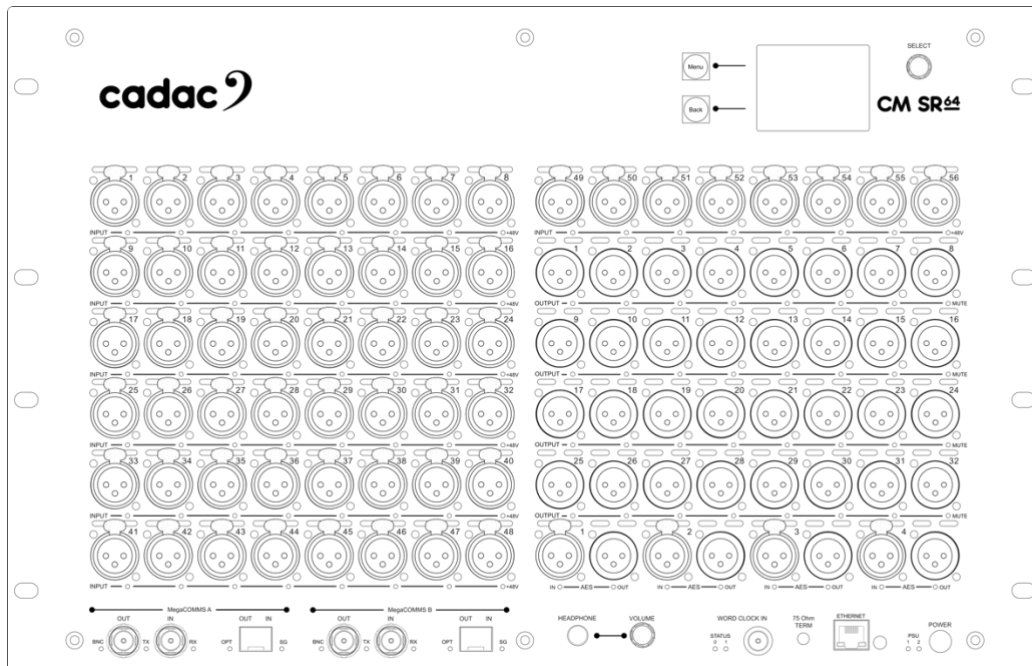 SELECT
Menu
cadac
CM SR64
Back
1 2 3 4 5 6 7 8 49 50 51 52 53 54 55 56
INPUT +48V INPUT +48V
9 10 11 12 13 14 15 16 1 2 3 4 5 6 7 8
INPUT +48V OUTPUT MUTE
17 18 19 20 21 22 23 24 9 10 11 12 13 14 15 16
INPUT +48V OUTPUT MUTE
25 26 27 28 29 30 31 32 17 18 19 20 21 22 23 24
INPUT +48V OUTPUT MUTE
33 34 35 36 37 38 39 40 25 26 27 28 29 30 31 32
INPUT +48V OUTPUT MUTE
41 42 43 44 45 46 47 48 1 2 3 4
INPUT +48V IN AES OUT IN AES OUT IN AES OUT IN AES OUT
MegaCOMMS A MegaCOMMS B
OUT IN OUT IN OUT IN OUT IN HEADPHONE VOLUME WORD CLOCK IN 75 Ohm TERM ETHERNET POWER
BNC TX RX OPT SG BNC TX RX OPT SG STATUS 0 1 PSU 1 2